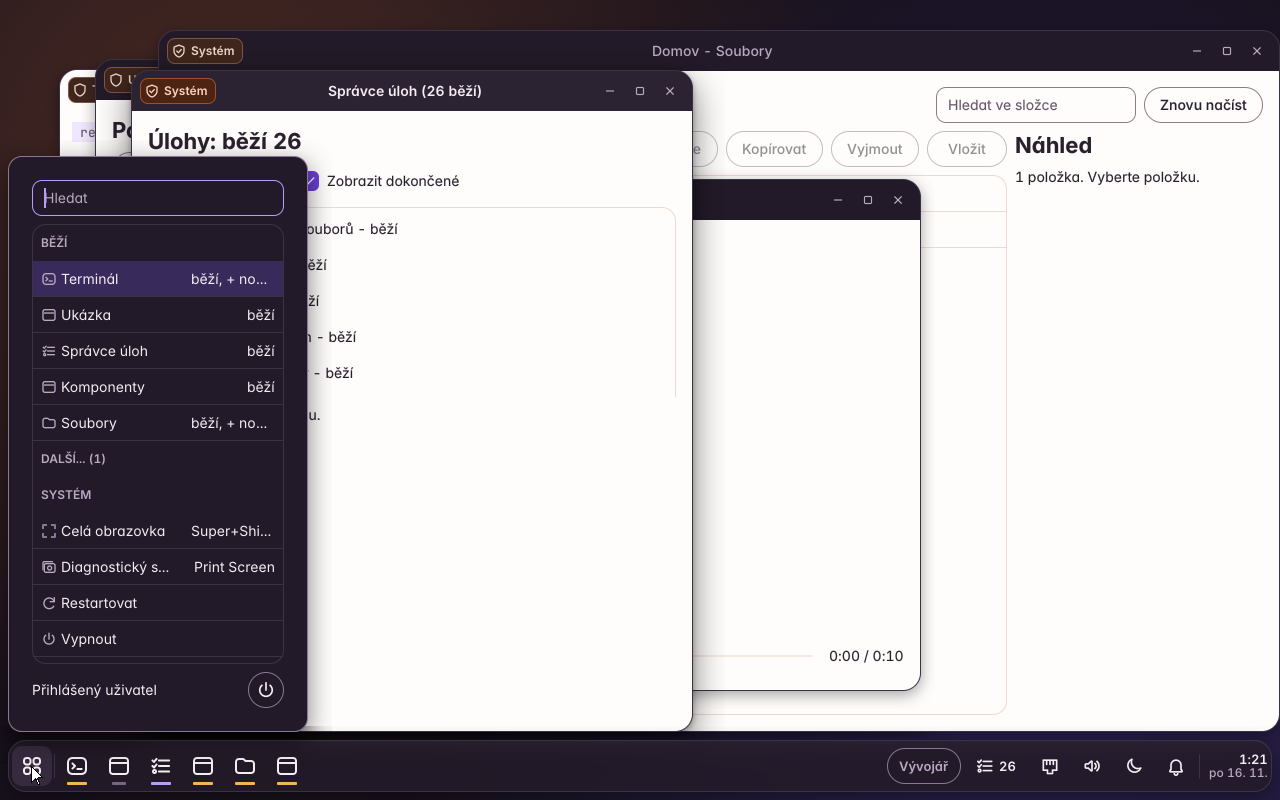 Systém
Domov - Soubory
Systém
Správce úloh (26 běží)
Hledat ve složce
Znovu načíst
Úlohy: běží 26
Kopírovat
Vyjmout
Vložit
Náhled
Zobrazit dokončené
1 položka. Vyberte položku.
- běží
- běží
- běží
Hledat
BĚŽÍ
Terminál běží, + no...
Ukázka běží
Správce úloh běží
Komponenty běží
Soubory běží, + no...
DALŠÍ... (1)
SYSTÉM
Celá obrazovka Super+Shi...
Diagnostický s... Print Screen
Restartovat
Vypnout
0:00 / 0:10
Přihlášený uživatel
Vývojář
26
1:21
po 16. 11.